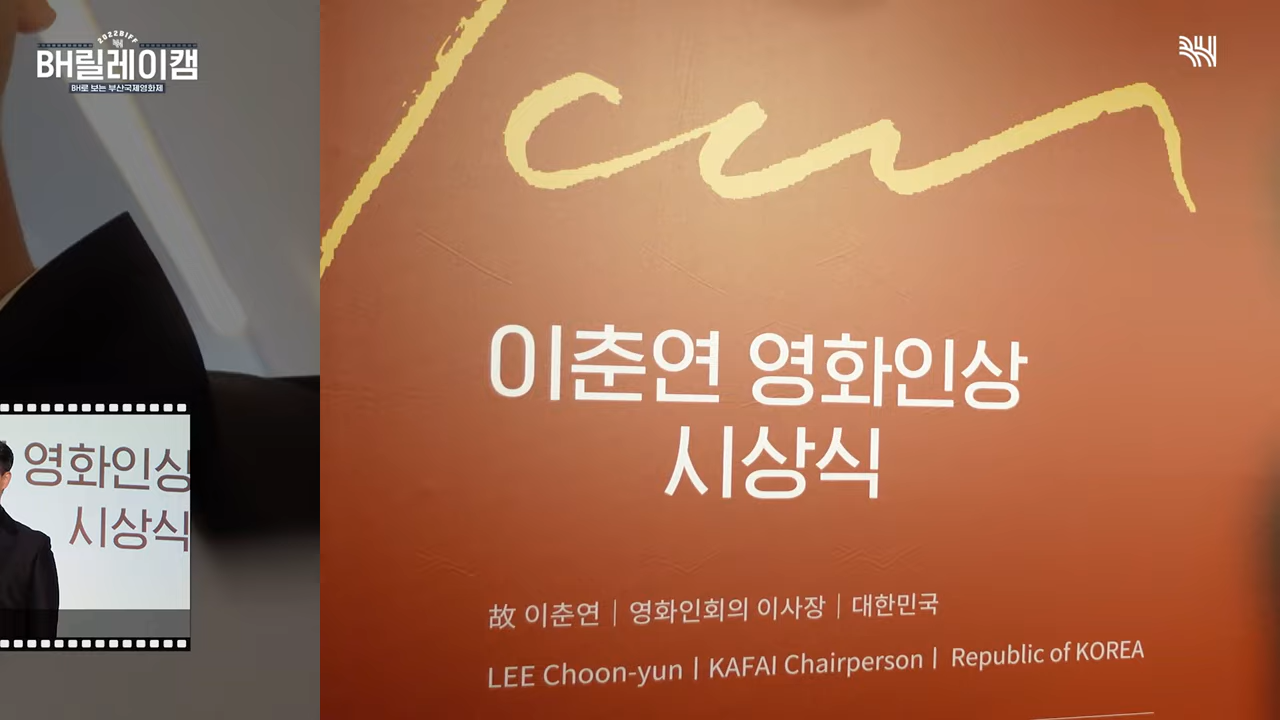 2022BIFF
BH릴레이캠
BH로 보는 부산국제영화제
BH
이춘연 영화인상
시상식
영화인상
시상식
故 이춘연 | 영화인회의 이사장 | 대한민국
LEE Choon-yun | KAFAI Chairperson | Republic of KOREA